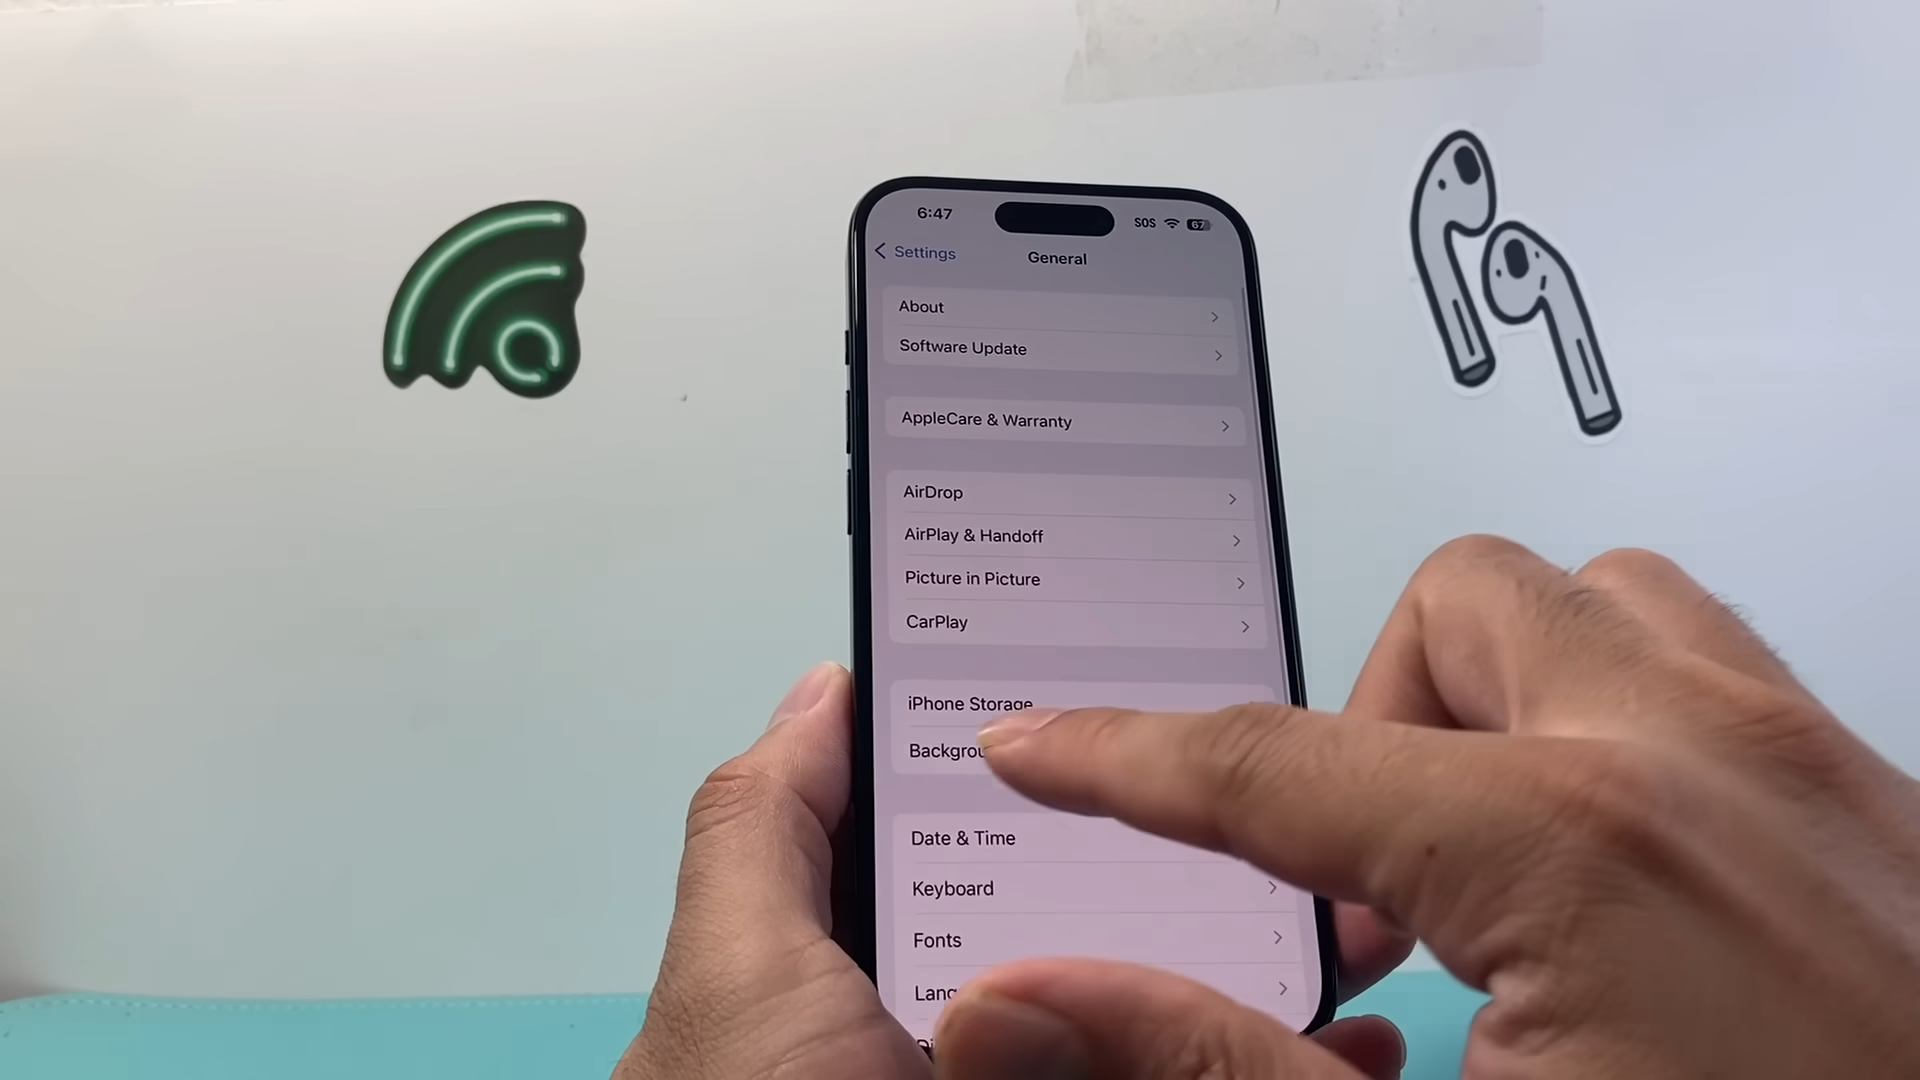 6:47
SOS
67
Settings
General
About
Software Update
AppleCare & Warranty
AirDrop
AirPlay & Handoff
Picture in Picture
CarPlay
iPhone Storage
Date & Time
Keyboard
Fonts